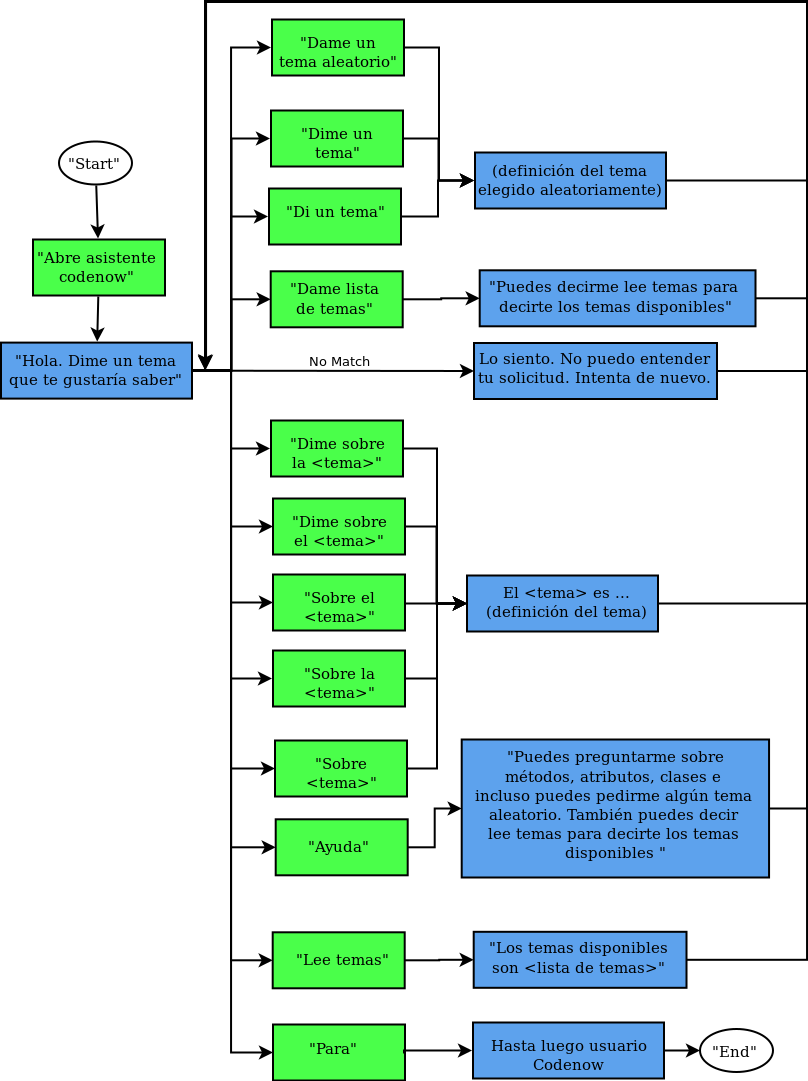 "Start"
"Abre asistente
codenow"
"Hola. Dime un tema
que te gustaría saber"
"Dame un
tema aleatorio"
"Dime un
tema"
"Di un tema"
(definición del tema
elegido aleatoriamente)
"Dame lista
de temas"
"Puedes decirme lee temas para
decirte los temas disponibles"
No Match
Lo siento. No puedo entender
tu solicitud. Intenta de nuevo.
"Dime sobre
la <tema>"
"Dime sobre
el <tema>"
"Sobre el
<tema>"
"Sobre la
<tema>"
"Sobre
<tema>"
El <tema> es ...
(definición del tema)
"Ayuda"
"Puedes preguntarme sobre
métodos, atributos, clases e
incluso puedes pedirme algún tema
aleatorio. También puedes decir
lee temas para decirte los temas
disponibles "
"Lee temas"
"Los temas disponibles
son <lista de temas>"
"Para"
Hasta luego usuario
Codenow
"End"